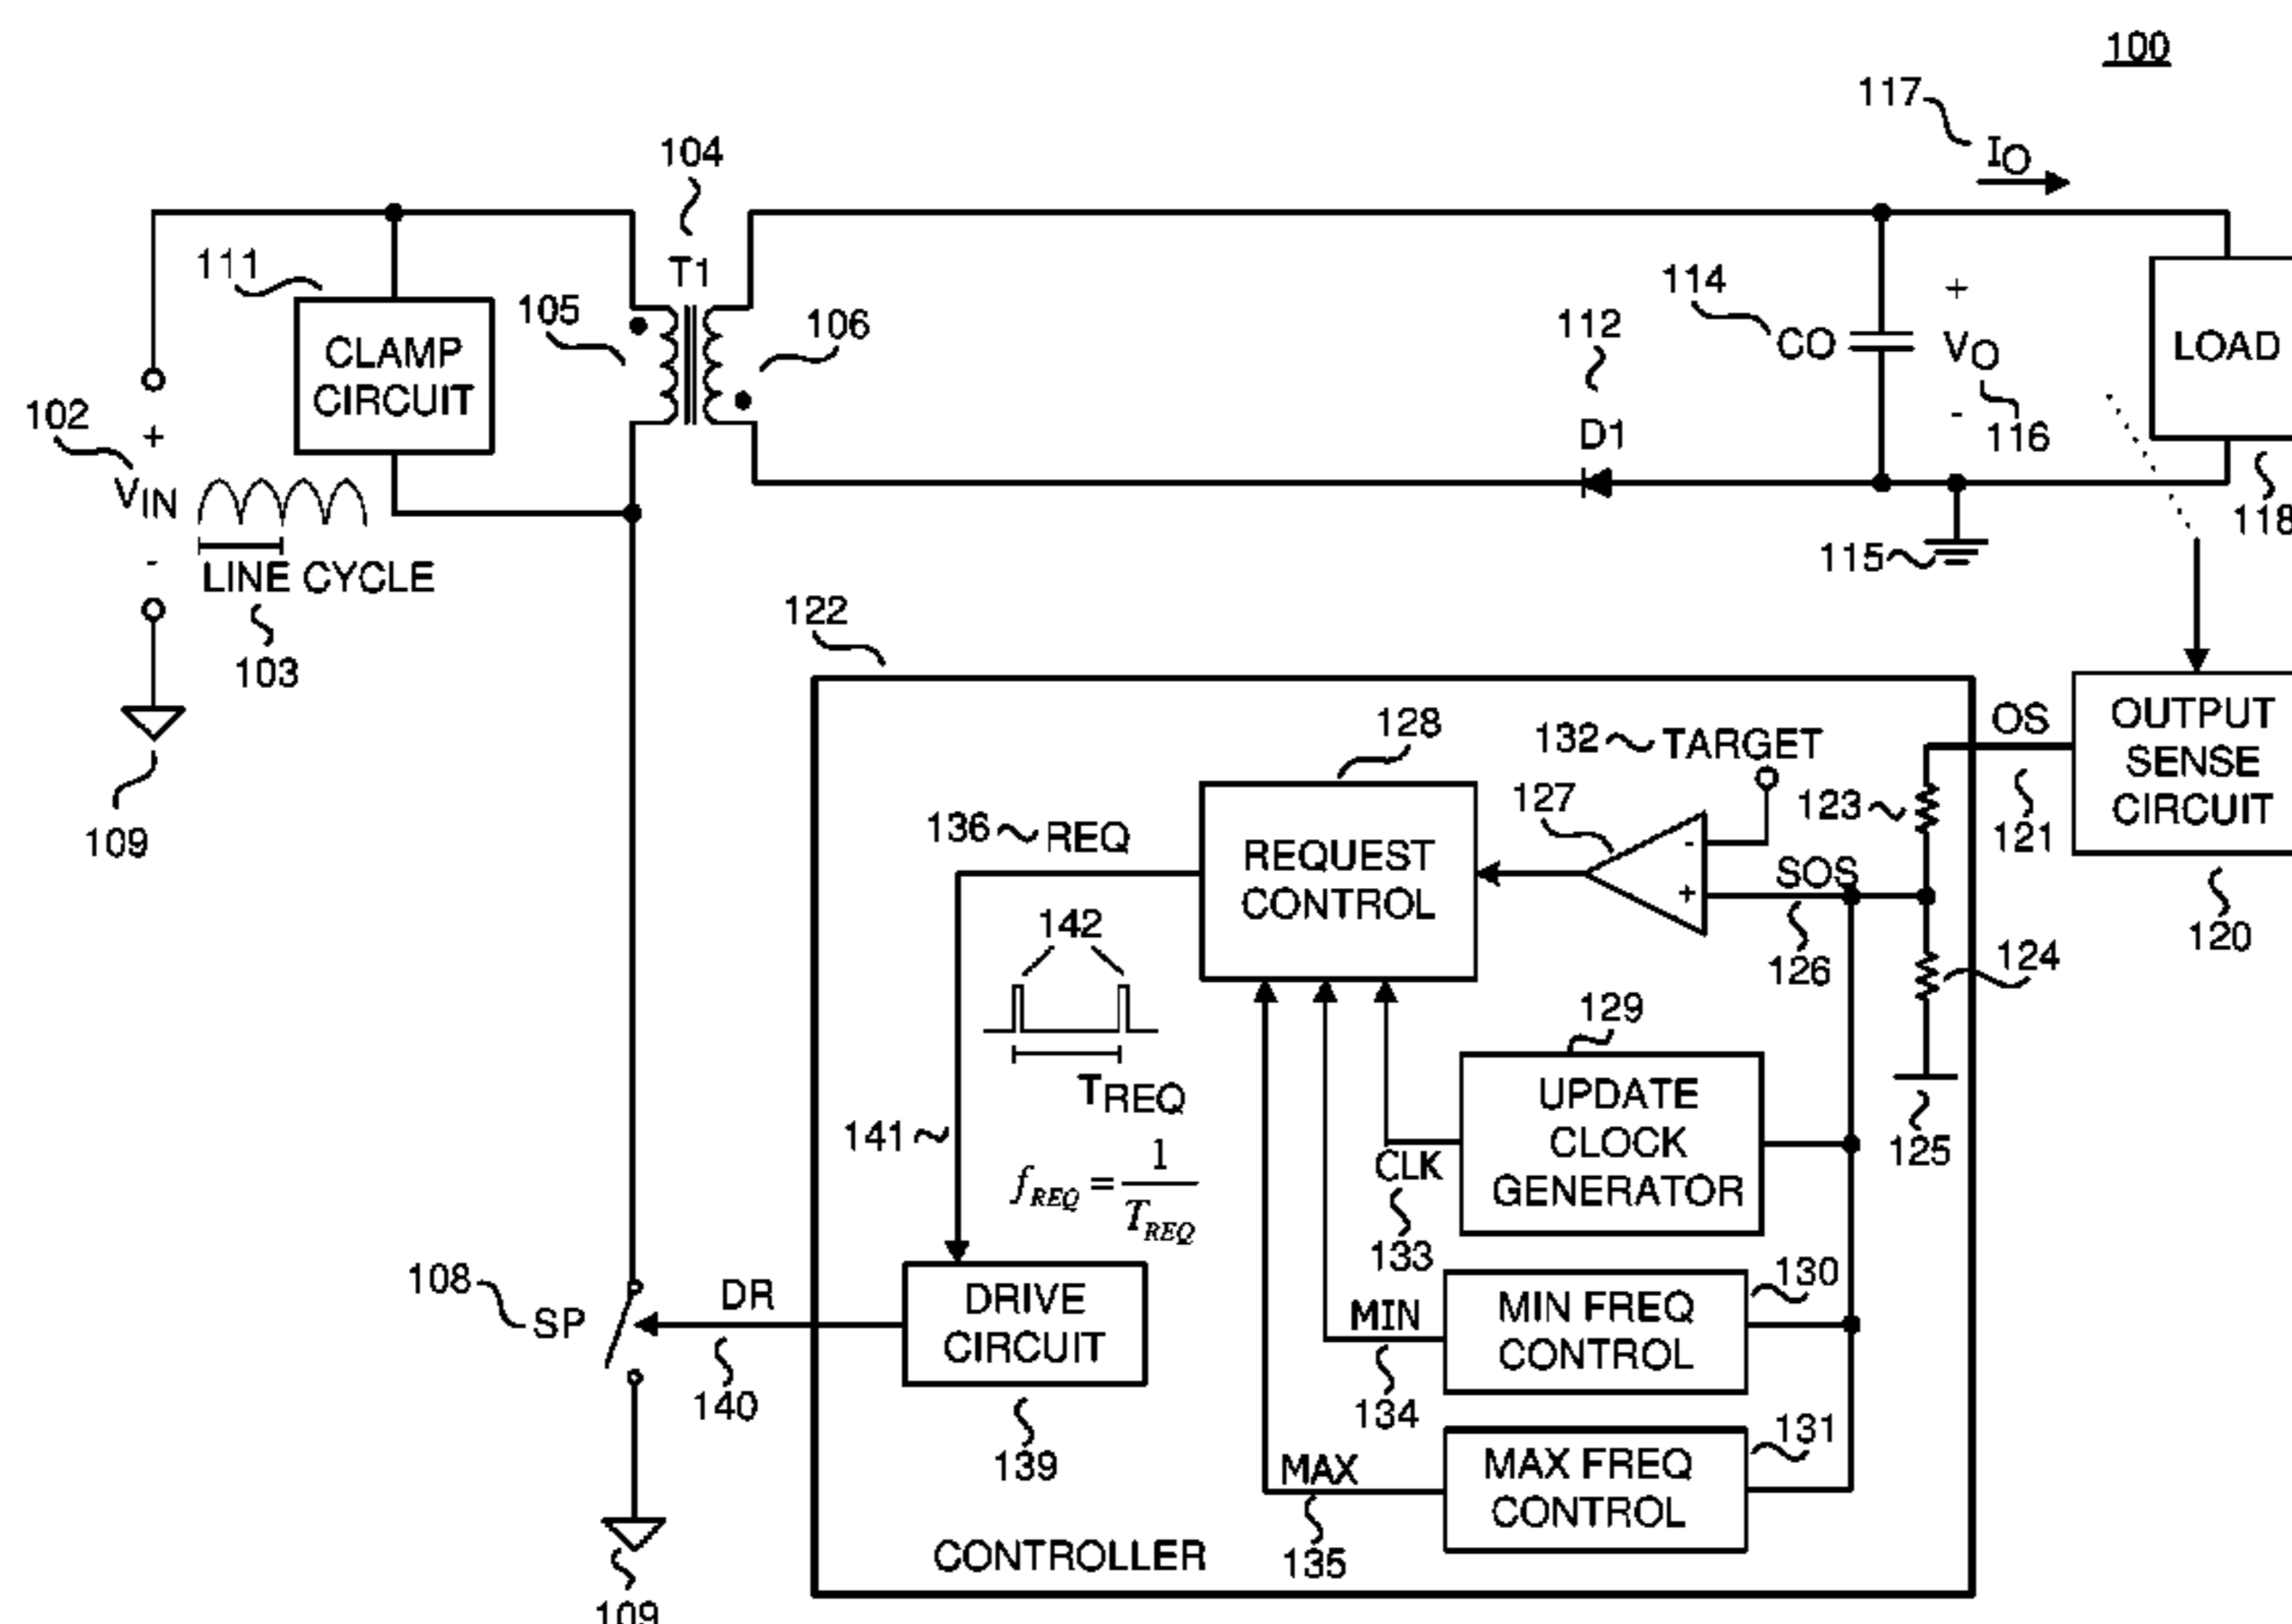 100
117
IO
104
T1
111
CLAMP
CIRCUIT
105
106
112
D1
114
CO
+
VO
-
116
LOAD
118
102
+
VIN
-
LINE CYCLE
103
109
115
122
OS
121
OUTPUT
SENSE
CIRCUIT
120
128
132
TARGET
127
-
+
123
136
REQ
REQUEST
CONTROL
SOS
126
124
142
129
TREQ
141
UPDATE
CLOCK
GENERATOR
125
fREQ = 1/TREQ
CLK
133
130
108
SP
DR
140
DRIVE
CIRCUIT
139
MIN
134
MIN FREQ
CONTROL
131
MAX
135
MAX FREQ
CONTROL
CONTROLLER
109